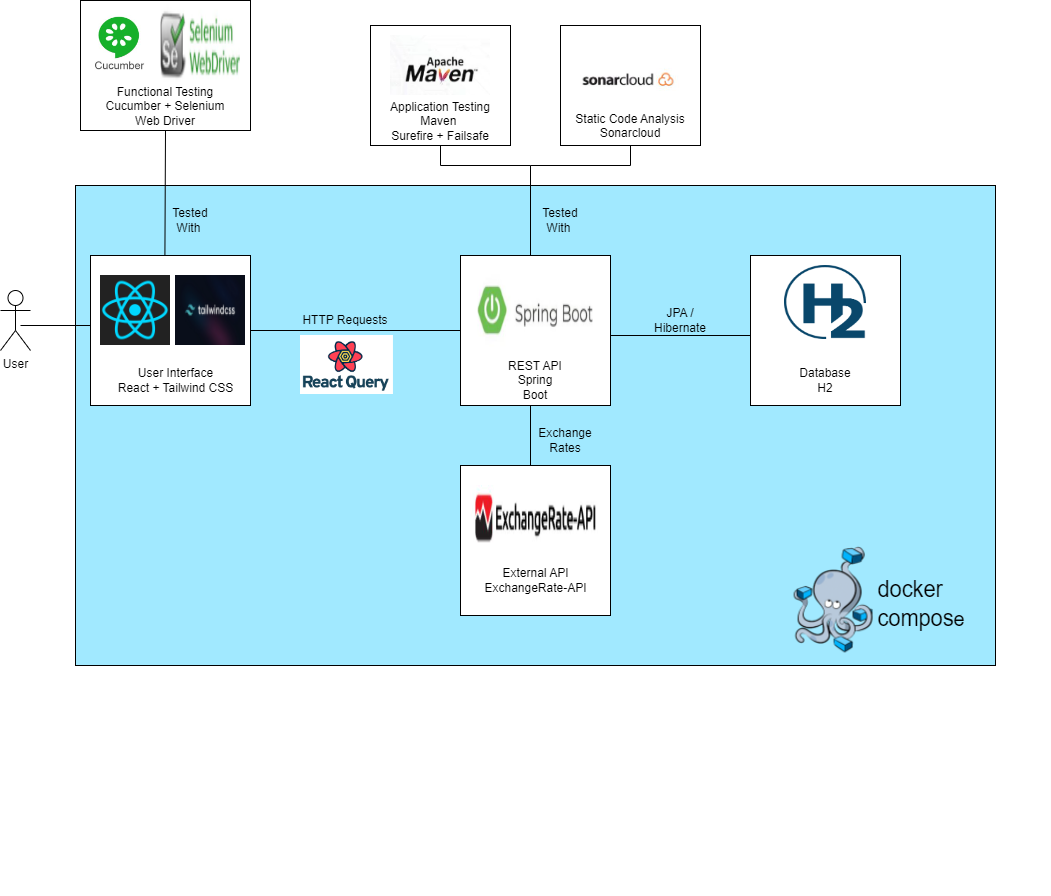 Cucumber
Se
Selenium
WebDriver
Functional Testing
Cucumber + Selenium
Web Driver
Apache
Maven
Application Testing
Maven
Surefire + Failsafe
sonarcloud
Static Code Analysis
Sonarcloud
Tested
With
Tested
With
User
tailwindcss
User Interface
React + Tailwind CSS
HTTP Requests
React Query
Spring Boot
REST API
Spring
Boot
JPA /
Hibernate
H2
Database
H2
Exchange
Rates
ExchangeRate-API
External API
ExchangeRate-API
docker
compose